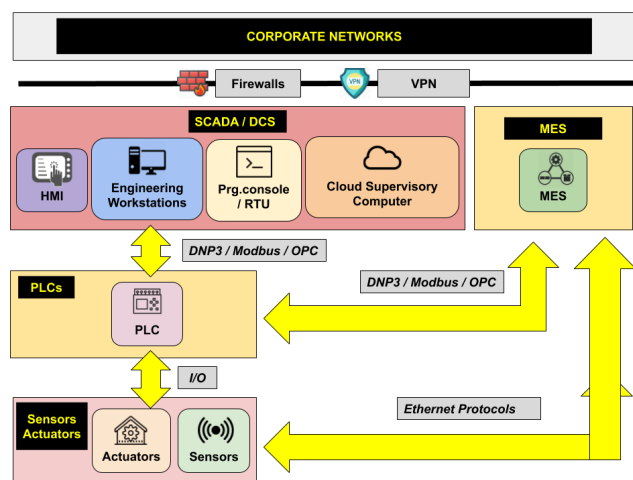 CORPORATE NETWORKS
Firewalls
VPN
VPN
SCADA / DCS
MES
HMI
Engineering
Workstations
Prg.console
/ RTU
Cloud Supervisory
Computer
MES
DNP3 / Modbus / OPC
DNP3 / Modbus / OPC
PLCs
PLC
I/O
Sensors
Actuators
Actuators
Sensors
Ethernet Protocols